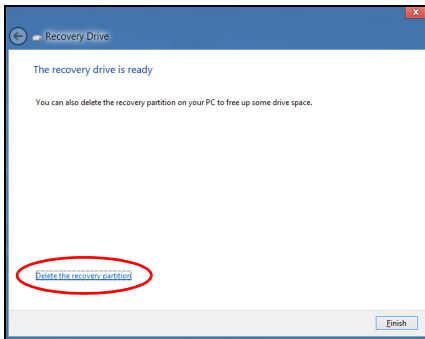 Recovery Drive
The recovery drive is ready
You can also delete the recovery partition on your PC to free up some drive space.
Delete the recovery partition
Finish